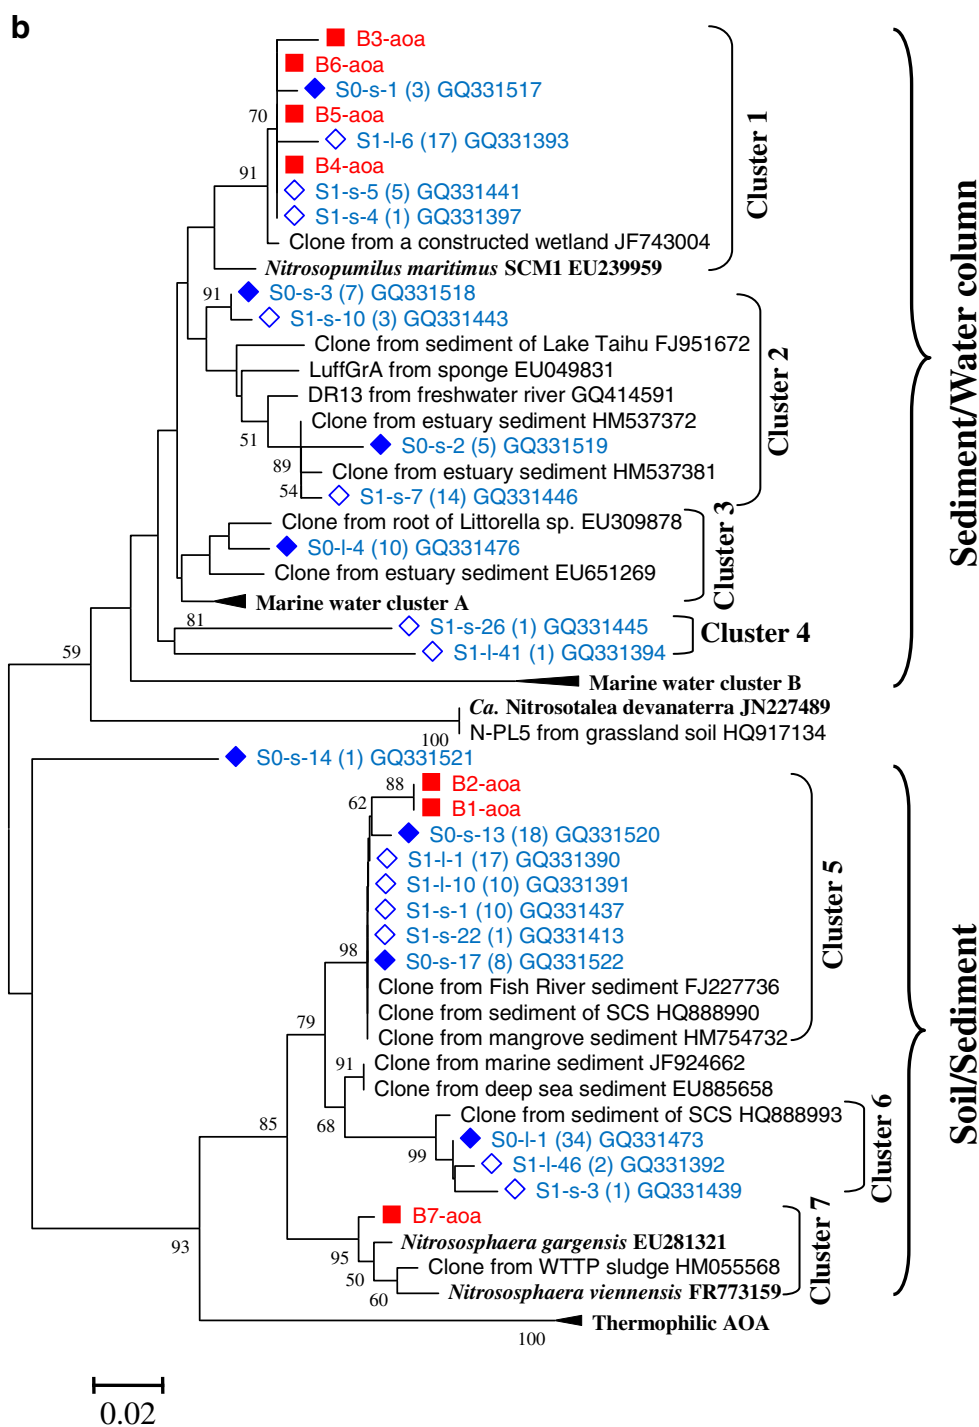 b
B3-aoa
B6-aoa
S0-s-1 (3) GQ331517
70
B5-aoa
S1-l-6 (17) GQ331393
B4-aoa
91
S1-s-5 (5) GQ331441
S1-s-4 (1) GQ331397
Clone from a constructed wetland JF743004
Nitrosopumilus maritimus SCM1 EU239959
Cluster 1
91
S0-s-3 (7) GQ331518
S1-s-10 (3) GQ331443
Clone from sediment of Lake Taihu FJ951672
LuffGrA from sponge EU049831
DR13 from freshwater river GQ414591
Clone from estuary sediment HM537372
51
S0-s-2 (5) GQ331519
89
Clone from estuary sediment HM537381
54
S1-s-7 (14) GQ331446
Cluster 2
Clone from root of Littorella sp. EU309878
S0-l-4 (10) GQ331476
Clone from estuary sediment EU651269
Marine water cluster A
Cluster 3
81
S1-s-26 (1) GQ331445
S1-l-41 (1) GQ331394
Cluster 4
59
Marine water cluster B
Sediment/Water column
Ca. Nitrosotalea devanaterra JN227489
100
N-PL5 from grassland soil HQ917134
S0-s-14 (1) GQ331521
88
B2-aoa
62
B1-aoa
S0-s-13 (18) GQ331520
S1-l-1 (17) GQ331390
S1-l-10 (10) GQ331391
S1-s-1 (10) GQ331437
S1-s-22 (1) GQ331413
98
S0-s-17 (8) GQ331522
Clone from Fish River sediment FJ227736
Clone from sediment of SCS HQ888990
79
Clone from mangrove sediment HM754732
Cluster 5
91
Clone from marine sediment JF924662
Clone from deep sea sediment EU885658
68
85
Clone from sediment of SCS HQ888993
S0-l-1 (34) GQ331473
99
S1-l-46 (2) GQ331392
S1-s-3 (1) GQ331439
Cluster 6
B7-aoa
93
95
Nitrososphaera gargensis EU281321
50
Clone from WTTP sludge HM055568
60
Nitrososphaera viennensis FR773159
Cluster 7
Soil/Sediment
100
Thermophilic AOA
0.02